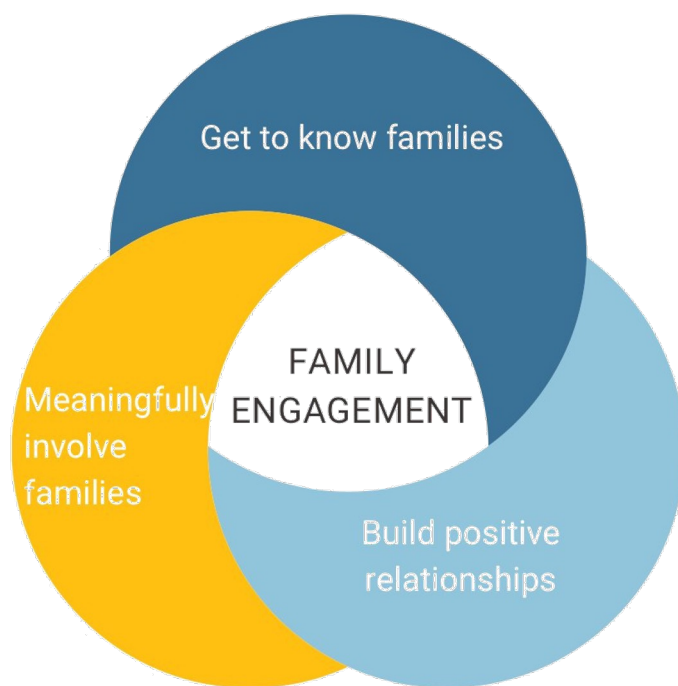 Get to know families
FAMILY
ENGAGEMENT
Meaningfully
involve
families
Build positive
relationships